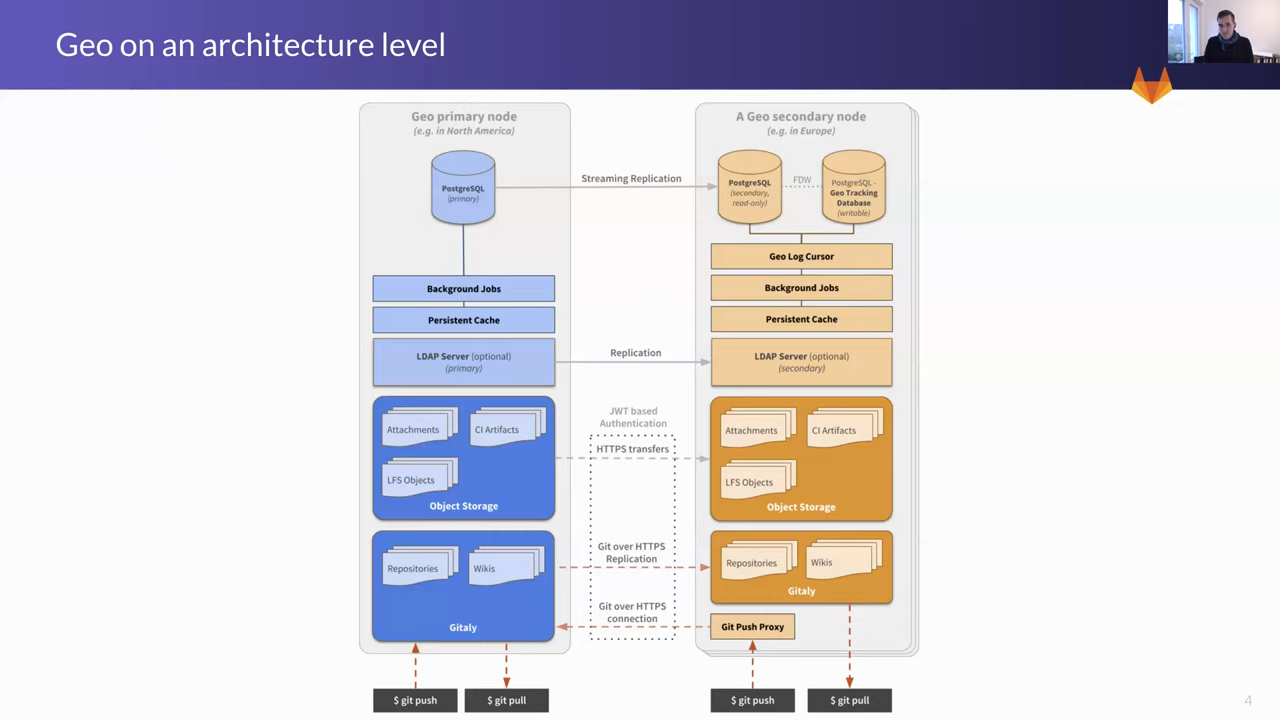 Geo on an architecture level
Geo primary node
(e.g. in North America)
PostgreSQL
(primary)
Background Jobs
Persistent Cache
LDAP Server (optional)
(primary)
Attachments
CI Artifacts
LFS Objects
Object Storage
Repositories
Wikis
Gitaly
$ git push
$ git pull
Streaming Replication
Replication
JWT based
Authentication
HTTPS transfers
Git over HTTPS
Replication
Git over HTTPS
connection
A Geo secondary node
(e.g. in Europe)
PostgreSQL
(secondary,
read-only)
FDW
PostgreSQL -
Geo Tracking
Database
(writable)
Geo Log Cursor
Background Jobs
Persistent Cache
LDAP Server (optional)
(secondary)
Attachments
CI Artifacts
LFS Objects
Object Storage
Repositories
Wikis
Gitaly
Git Push Proxy
$ git push
$ git pull
4